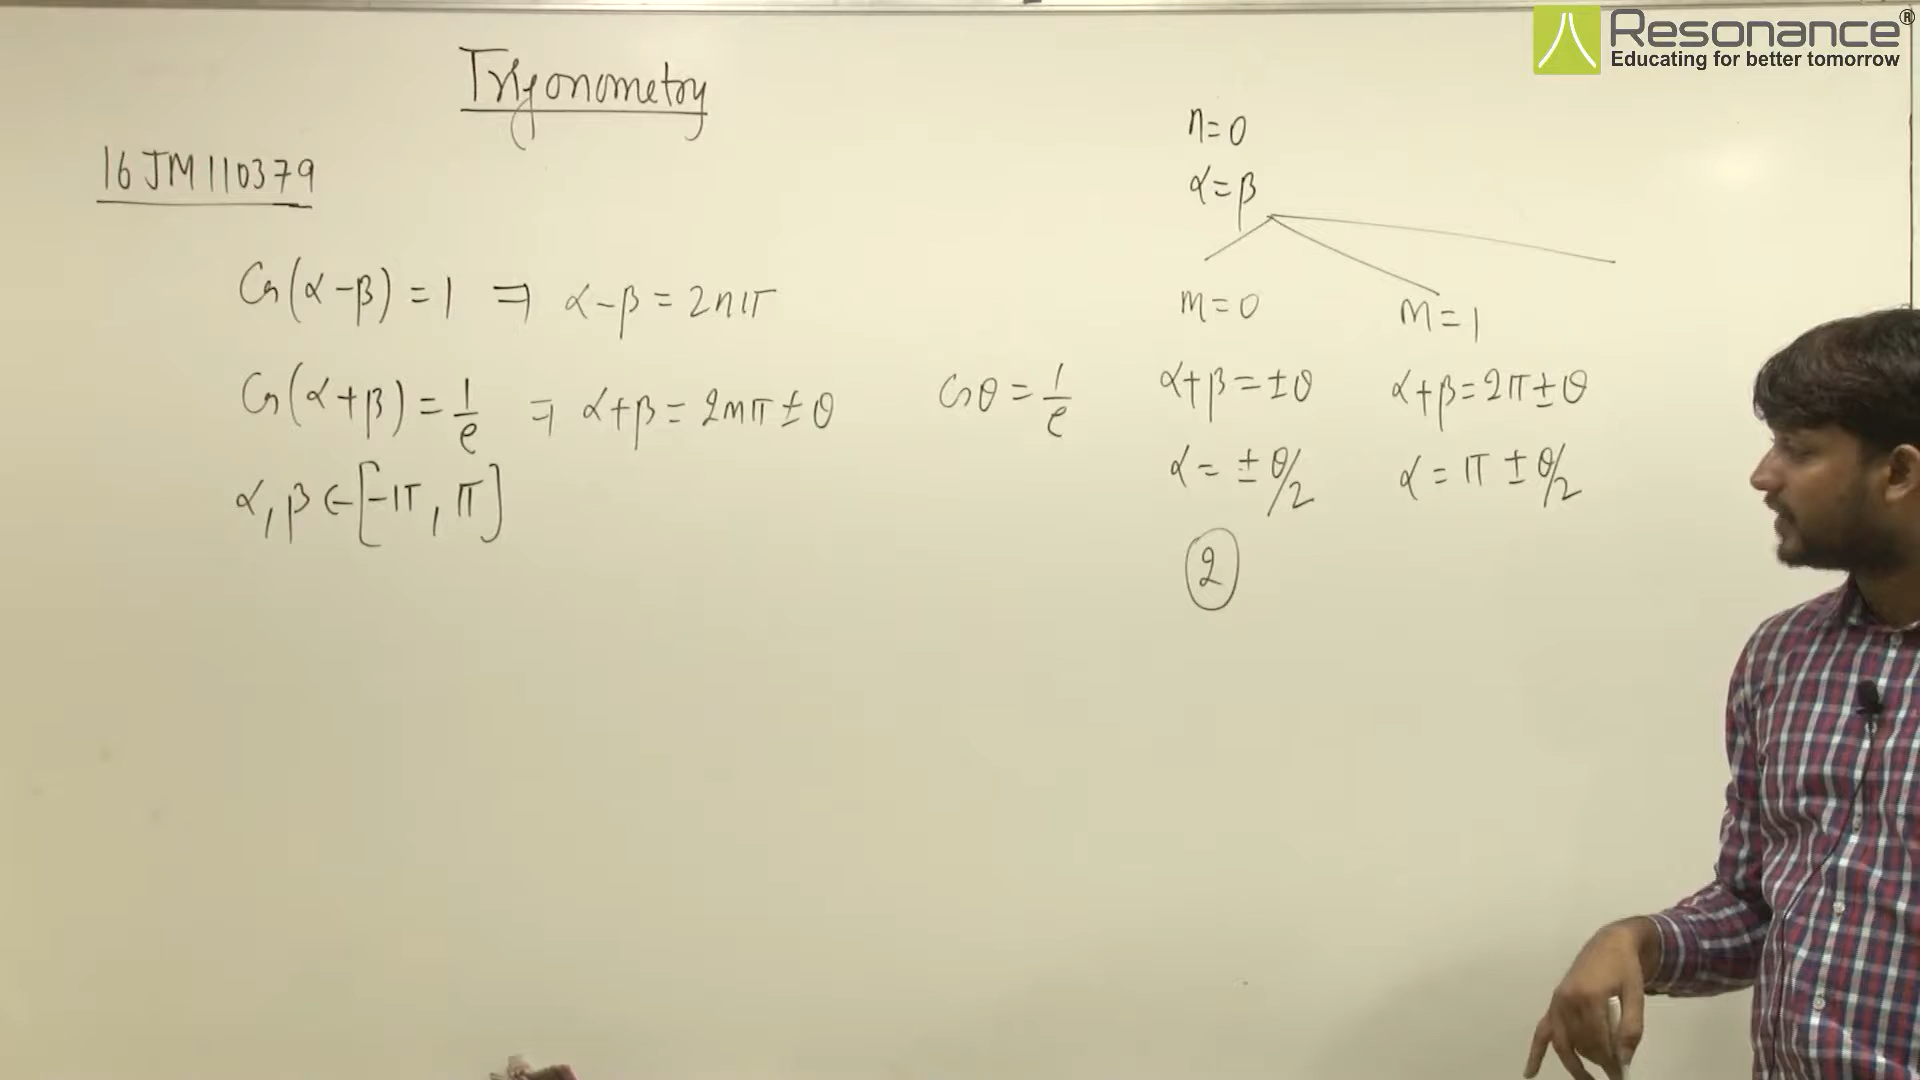 Resonance®
Educating for better tomorrow
Trigonometry
16JM110379
Cos(α-β) = 1 ⇒ α-β = 2nπ
Cos(α+β) = 1/e ⇒ α+β = 2mπ ± θ
α, β ∈ [-π, π]
Cosθ = 1/e
n=0
α=β
m=0
α+β = ±θ
α = ± θ/2
2
m=1
α+β = 2π ± θ
α = π ± θ/2